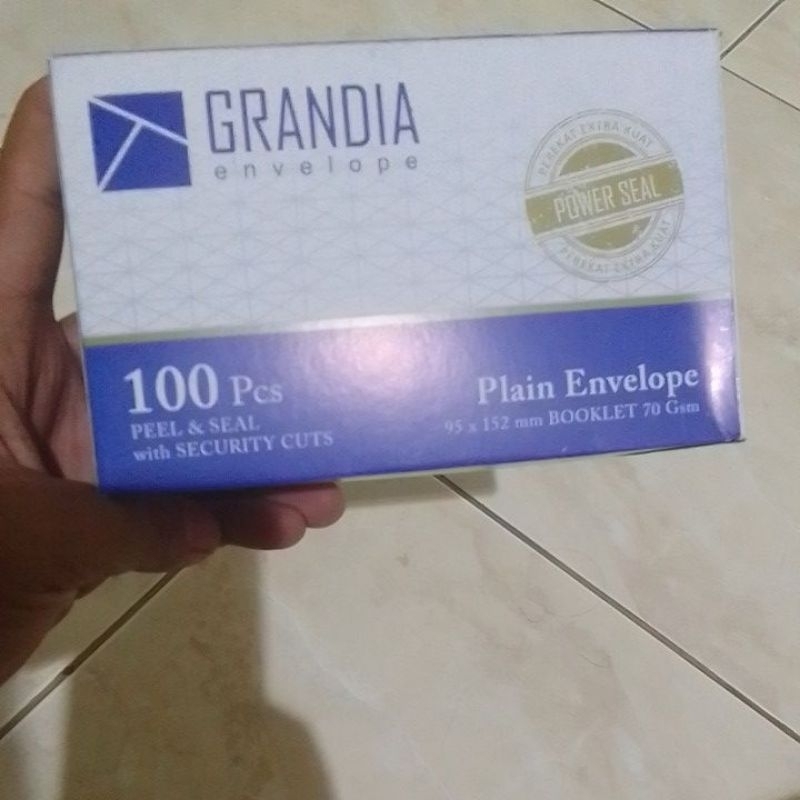 GRANDIA
envelope
PEREKAT EXTRA KUAT
POWER SEAL
PEREKAT EXTRA KUAT
100 Pcs
PEEL & SEAL
with SECURITY CUTS
Plain Envelope
95 x 152 mm BOOKLET 70 Gsm